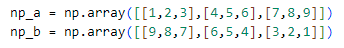 np_a = np.array([[1,2,3],[4,5,6],[7,8,9]])
np_b = np.array([[9,8,7],[6,5,4],[3,2,1]])